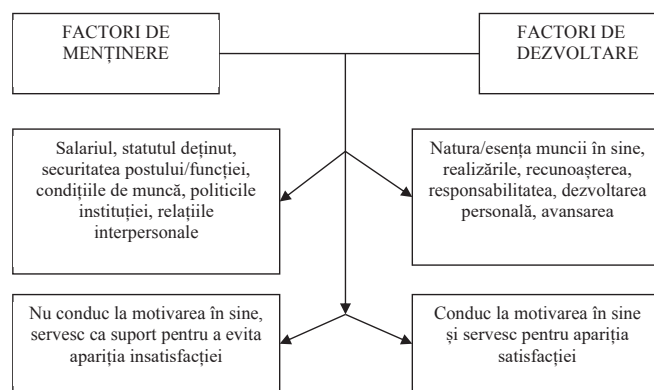 FACTORI DE
MENȚINERE
FACTORI DE
DEZVOLTARE
Salariul, statutul deținut,
securitatea postului/funcției,
condițiile de muncă, politicile
instituției, relațiile
interpersonale
Natura/esența muncii în sine,
realizările, recunoașterea,
responsabilitatea, dezvoltarea
personală, avansarea
Nu conduc la motivarea în sine,
servesc ca suport pentru a evita
apariția insatisfacției
Conduc la motivarea în sine
și servesc pentru apariția
satisfacției